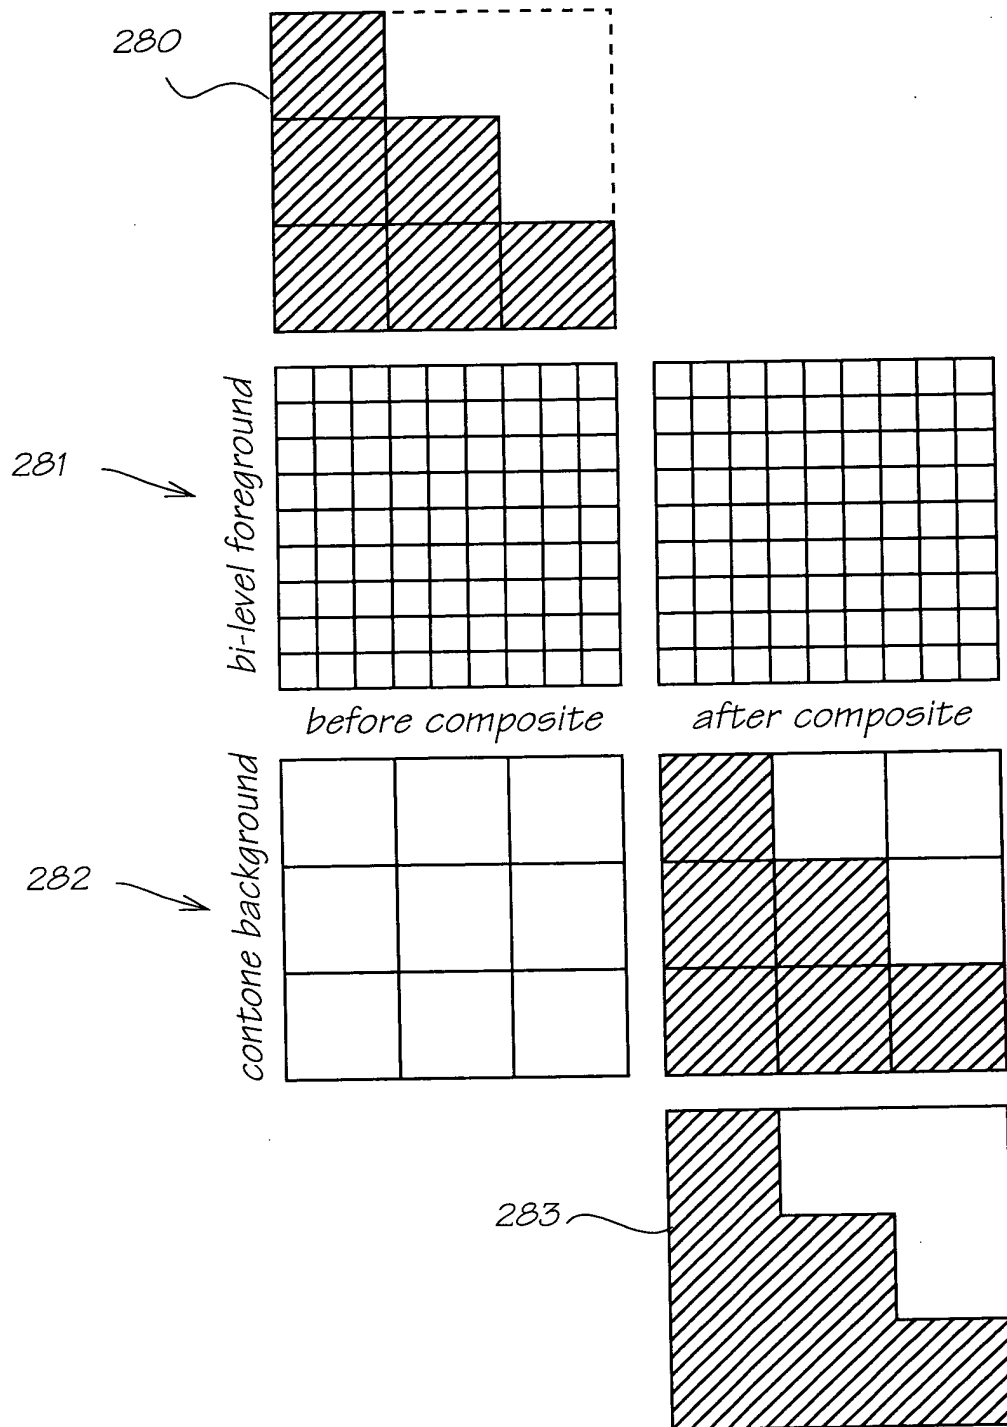 280
281
bi-level foreground
before composite
after composite
282
contone background
283